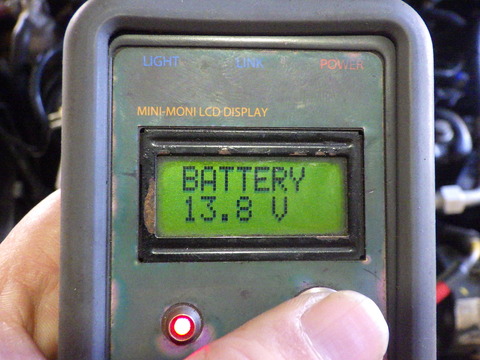 LIGHT LINK POWER
MINI-MONI LCD DISPLAY
BATTERY
13.8 V